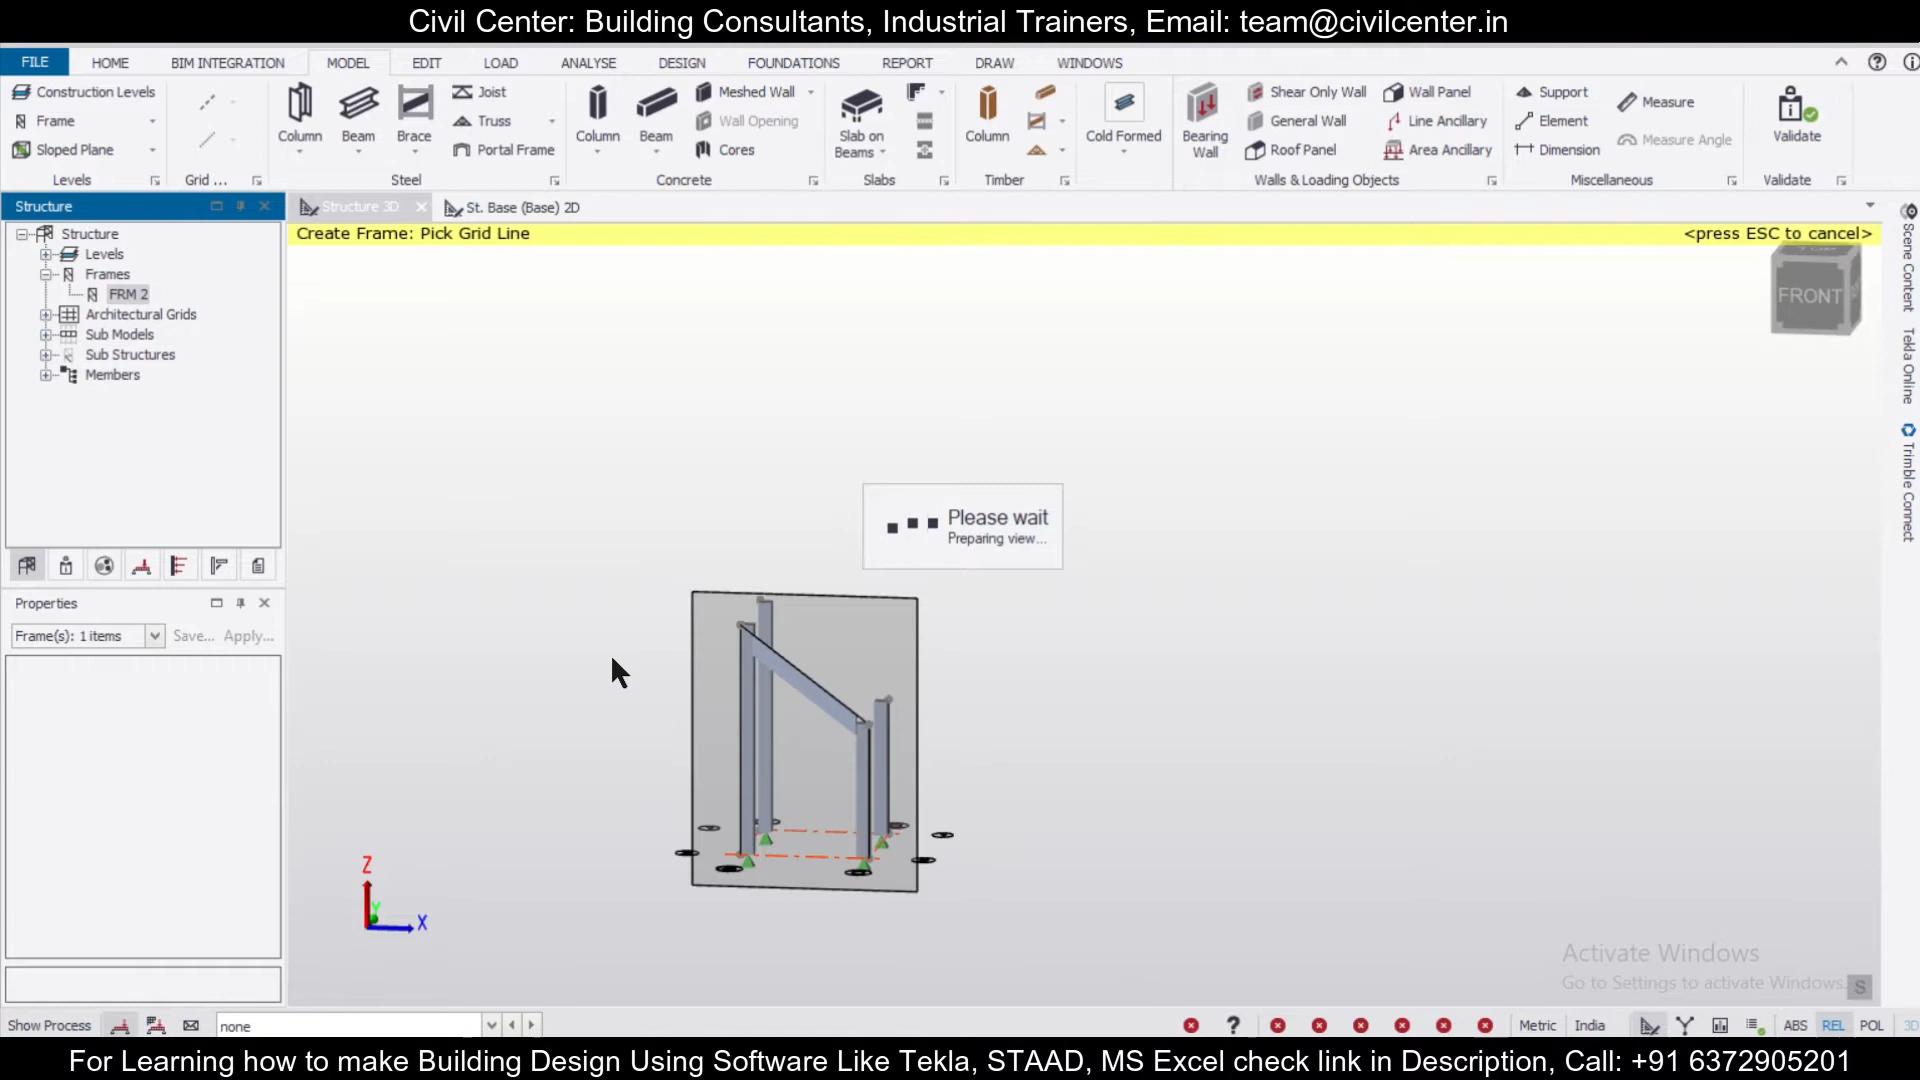 Civil Center: Building Consultants, Industrial Trainers, Email: team@civilcenter.in
FILE HOME BIM INTEGRATION MODEL EDIT LOAD ANALYSE DESIGN FOUNDATIONS REPORT DRAW WINDOWS
Construction Levels
Frame
Sloped Plane
Levels
Grid ...
Column
Beam
Brace
Joist
Truss
Portal Frame
Steel
Column
Beam
Meshed Wall
Wall Opening
Cores
Concrete
Slab on
Beams
Slabs
Column
Timber
Cold Formed
Bearing
Wall
Shear Only Wall
General Wall
Roof Panel
Wall Panel
Line Ancillary
Area Ancillary
Walls & Loading Objects
Support
Element
Dimension
Measure
Measure Angle
Miscellaneous
Validate
Validate
Structure
Structure 3D
St. Base (Base) 2D
Create Frame: Pick Grid Line
<press ESC to cancel>
Structure
Levels
Frames
FRM 2
Architectural Grids
Sub Models
Sub Structures
Members
FRONT
Scene Content
Tekla Online
Trimble Connect
Please wait
Preparing view...
Properties
Frame(s): 1 items
Save...
Apply...
Z
Y
X
Activate Windows
Go to Settings to activate Windows.
S
Show Process
none
Metric
India
ABS
REL
POL
3D
For Learning how to make Building Design Using Software Like Tekla, STAAD, MS Excel check link in Description, Call: +91 6372905201